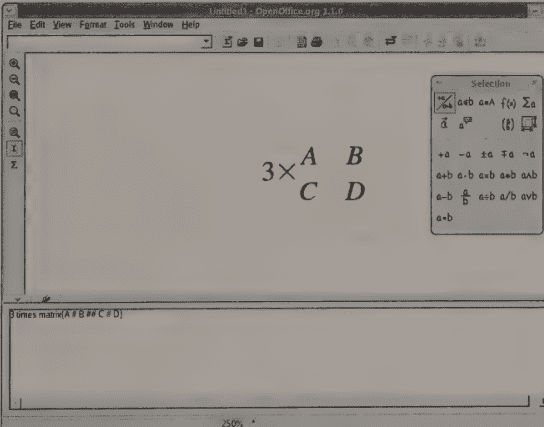 Untitled1 - OpenOffice.org 1.1.0
File Edit View Format Tools Window Help
Selection
+a/a+b a≤b a∈A f(x) Σa
+a -a ±a ∓a ¬a
a+b a·b a×b a∗b a∧b
a-b a/b a÷b a/b a∨b
a∘b
3× A B
C D
3 times matrix{A # B ## C # D}
250% *